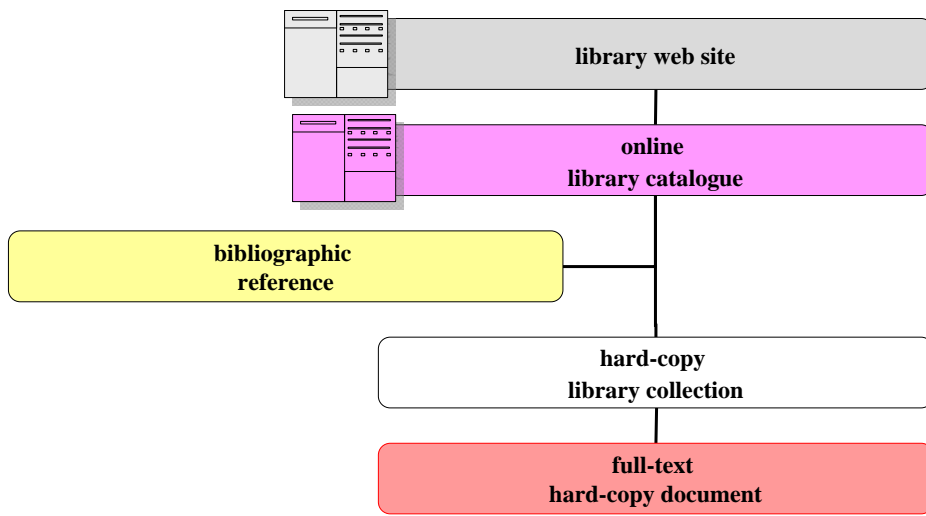 library web site
online
library catalogue
bibliographic
reference
hard-copy
library collection
full-text
hard-copy document